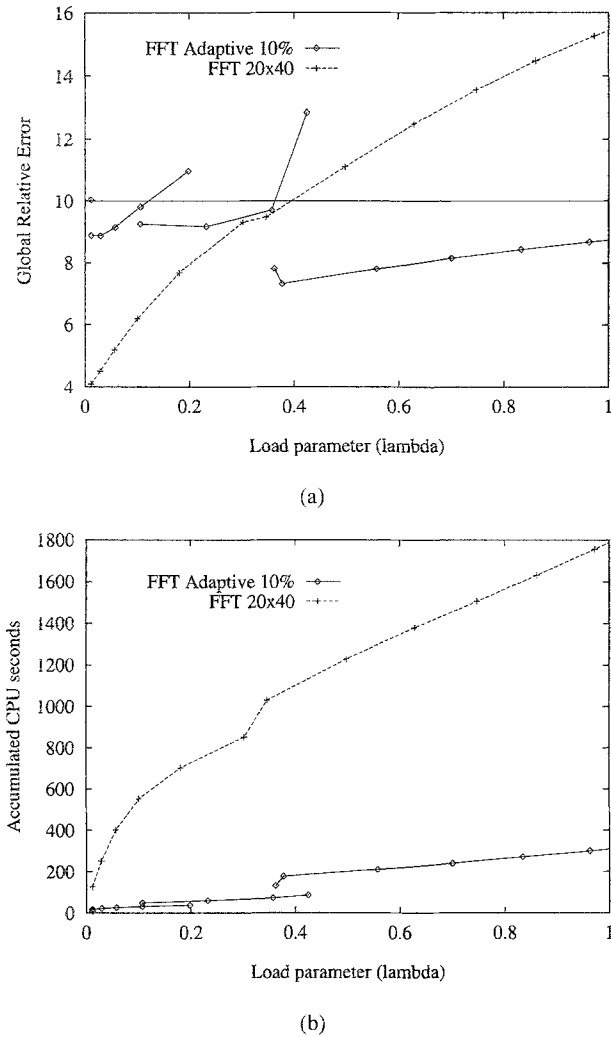 16
14
12
10
8
6
4
Global Relative Error
FFT Adaptive 10%
FFT 20x40
0
0.2
0.4
0.6
0.8
1
Load parameter (lambda)
(a)
1800
1600
1400
1200
1000
800
600
400
200
0
Accumulated CPU seconds
FFT Adaptive 10%
FFT 20x40
0
0.2
0.4
0.6
0.8
1
Load parameter (lambda)
(b)